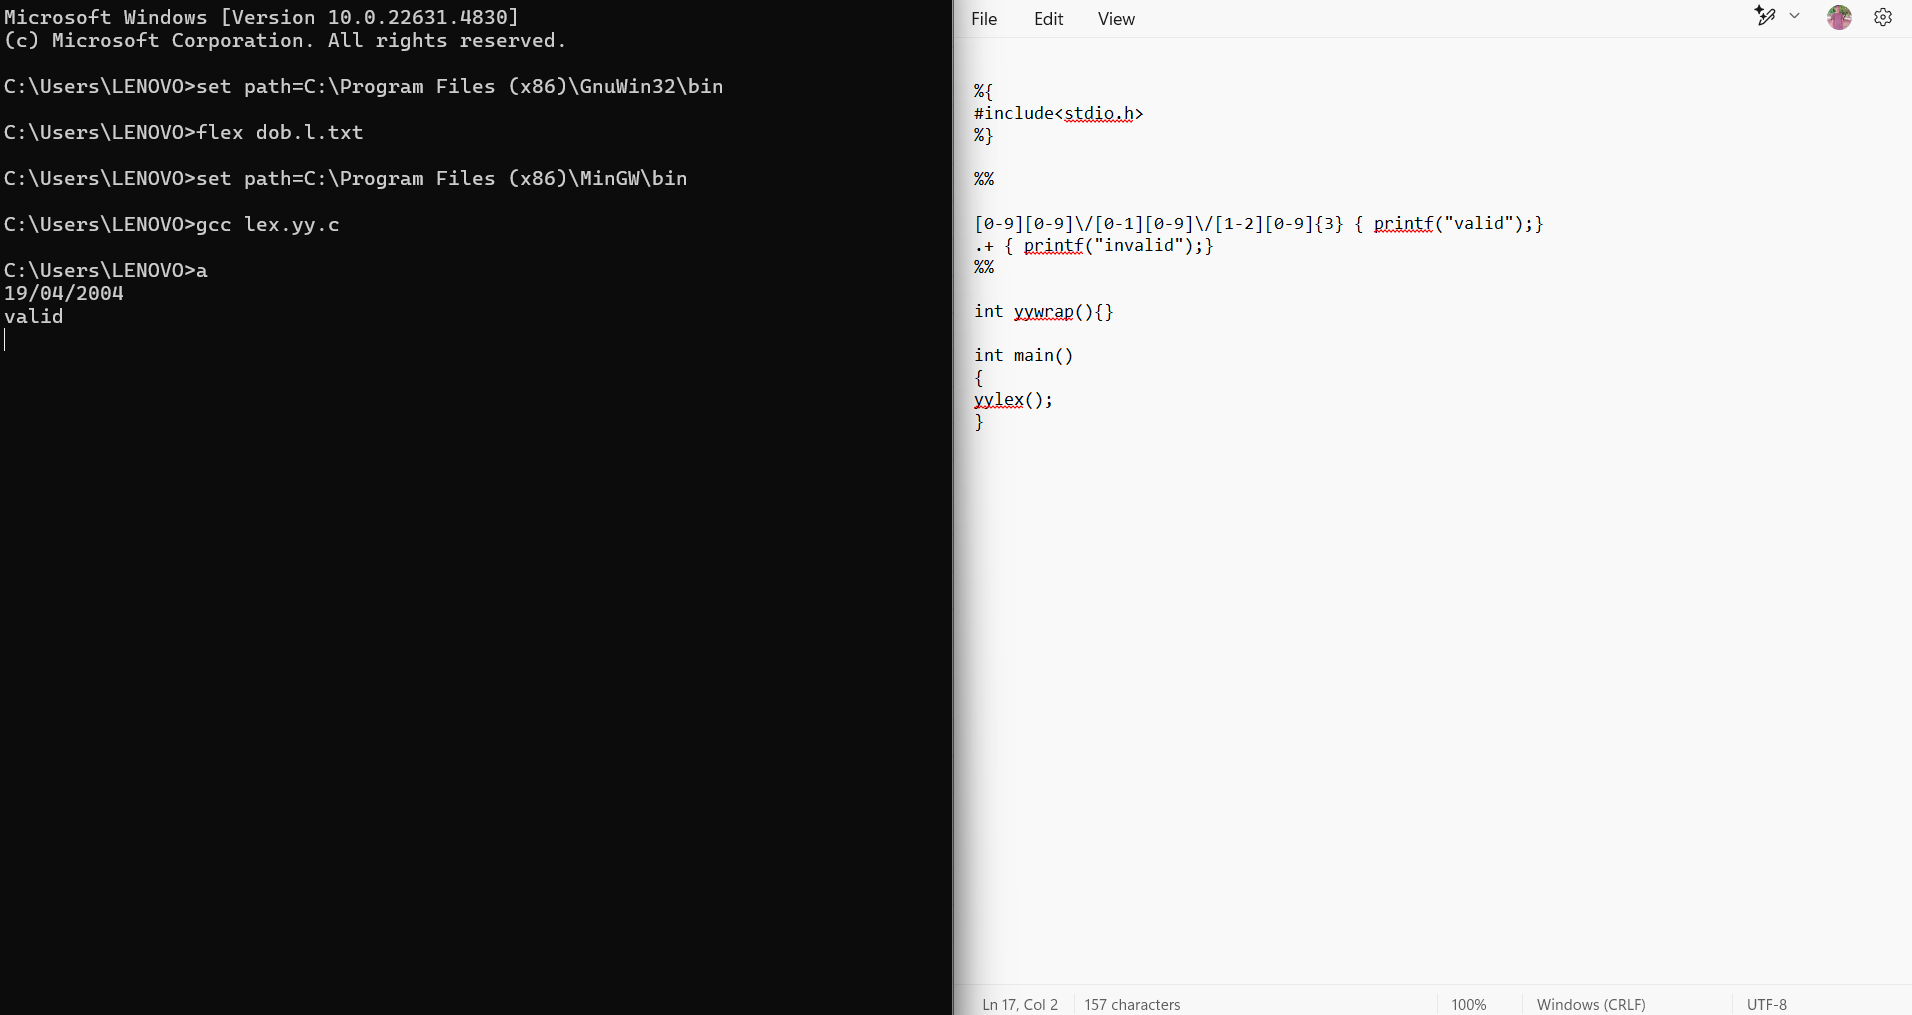 Microsoft Windows [Version 10.0.22631.4830]
(c) Microsoft Corporation. All rights reserved.
C:\Users\LENOVO>set path=C:\Program Files (x86)\GnuWin32\bin
C:\Users\LENOVO>flex dob.l.txt
C:\Users\LENOVO>set path=C:\Program Files (x86)\MinGW\bin
C:\Users\LENOVO>gcc lex.yy.c
C:\Users\LENOVO>a
19/04/2004
valid
File Edit View
%{
#include<stdio.h>
%}
%%
[0-9][0-9]\/[0-1][0-9]\/[1-2][0-9]{3} { printf("valid");}
.+ { printf("invalid");}
%%
int yywrap(){}
int main()
{
yylex();
}
Ln 17, Col 2 157 characters 100% Windows (CRLF) UTF-8